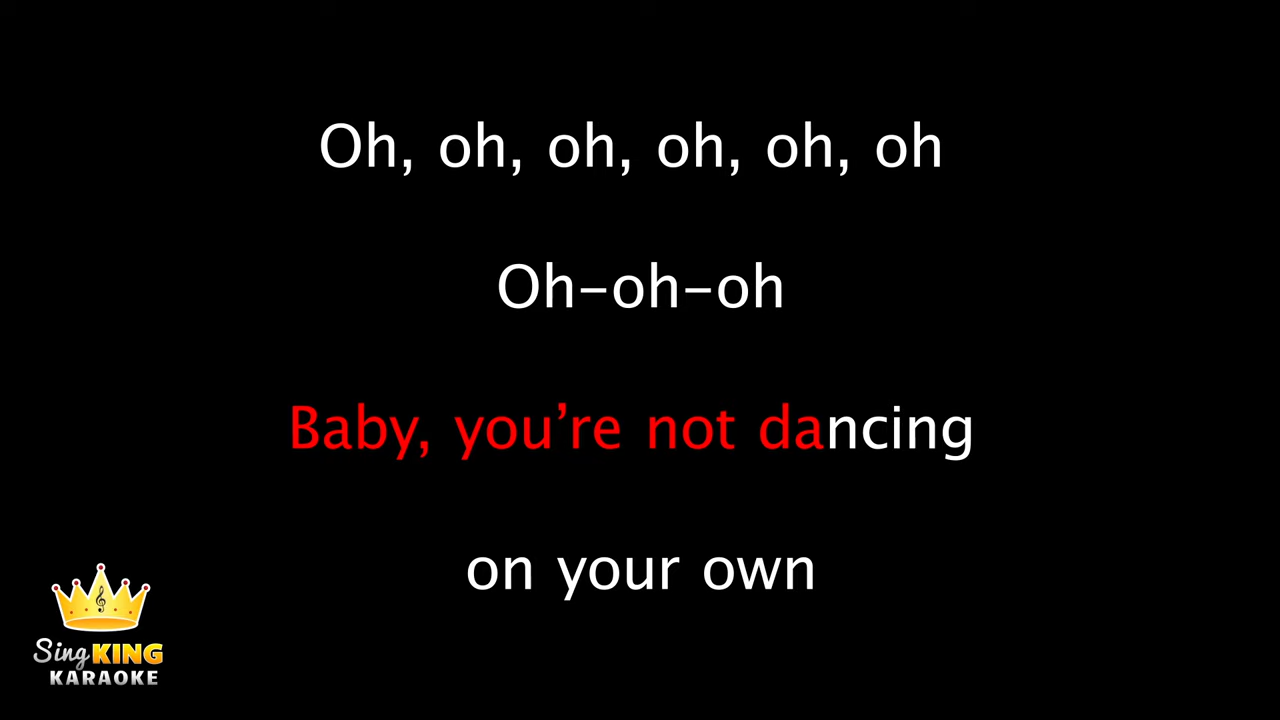 Oh, oh, oh, oh, oh, oh
Oh-oh-oh
Baby, you’re not dancing
on your own
Sing KING
KARAOKE